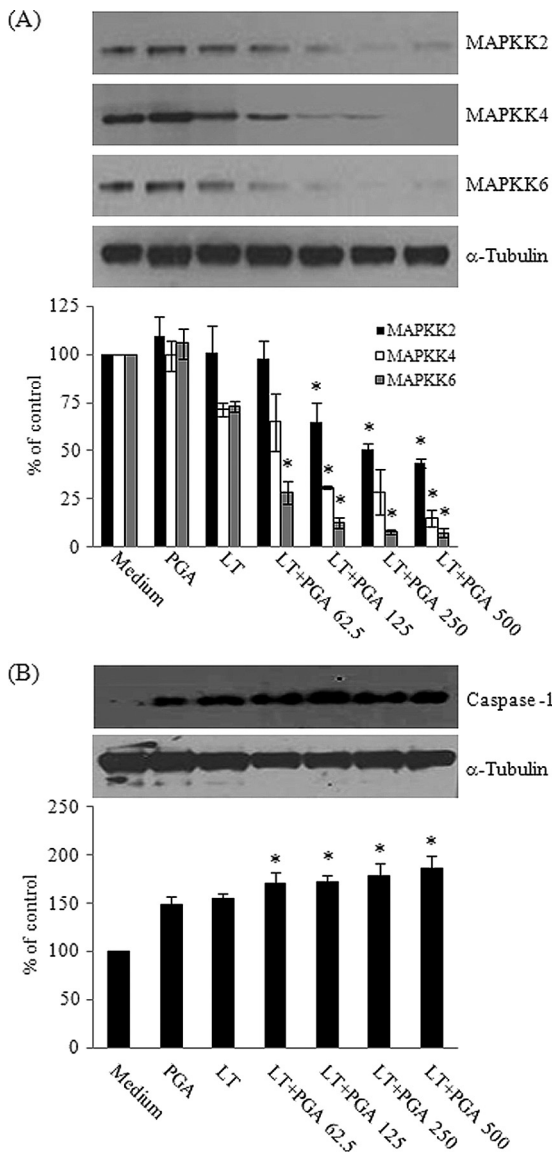 (A)
MAPKK2
MAPKK4
MAPKK6
α-Tubulin
125
100
75
50
25
0
% of control
MAPKK2
MAPKK4
MAPKK6
* * * * * * * * *
Medium
PGA
LT
LT+PGA 62.5
LT+PGA 125
LT+PGA 250
LT+PGA 500
(B)
Caspase -1
α-Tubulin
250
200
150
100
50
0
% of control
* * * *
Medium
PGA
LT
LT+PGA 62.5
LT+PGA 125
LT+PGA 250
LT+PGA 500